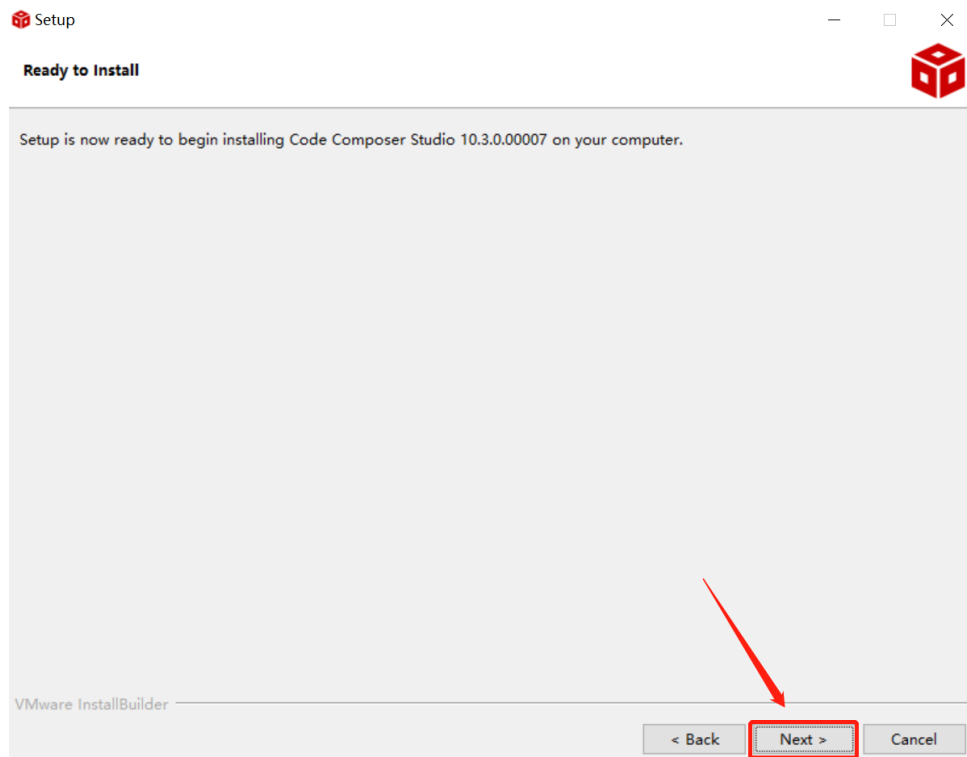 Setup
Ready to Install
Setup is now ready to begin installing Code Composer Studio 10.3.0.00007 on your computer.
VMware InstallBuilder
< Back
Next >
Cancel